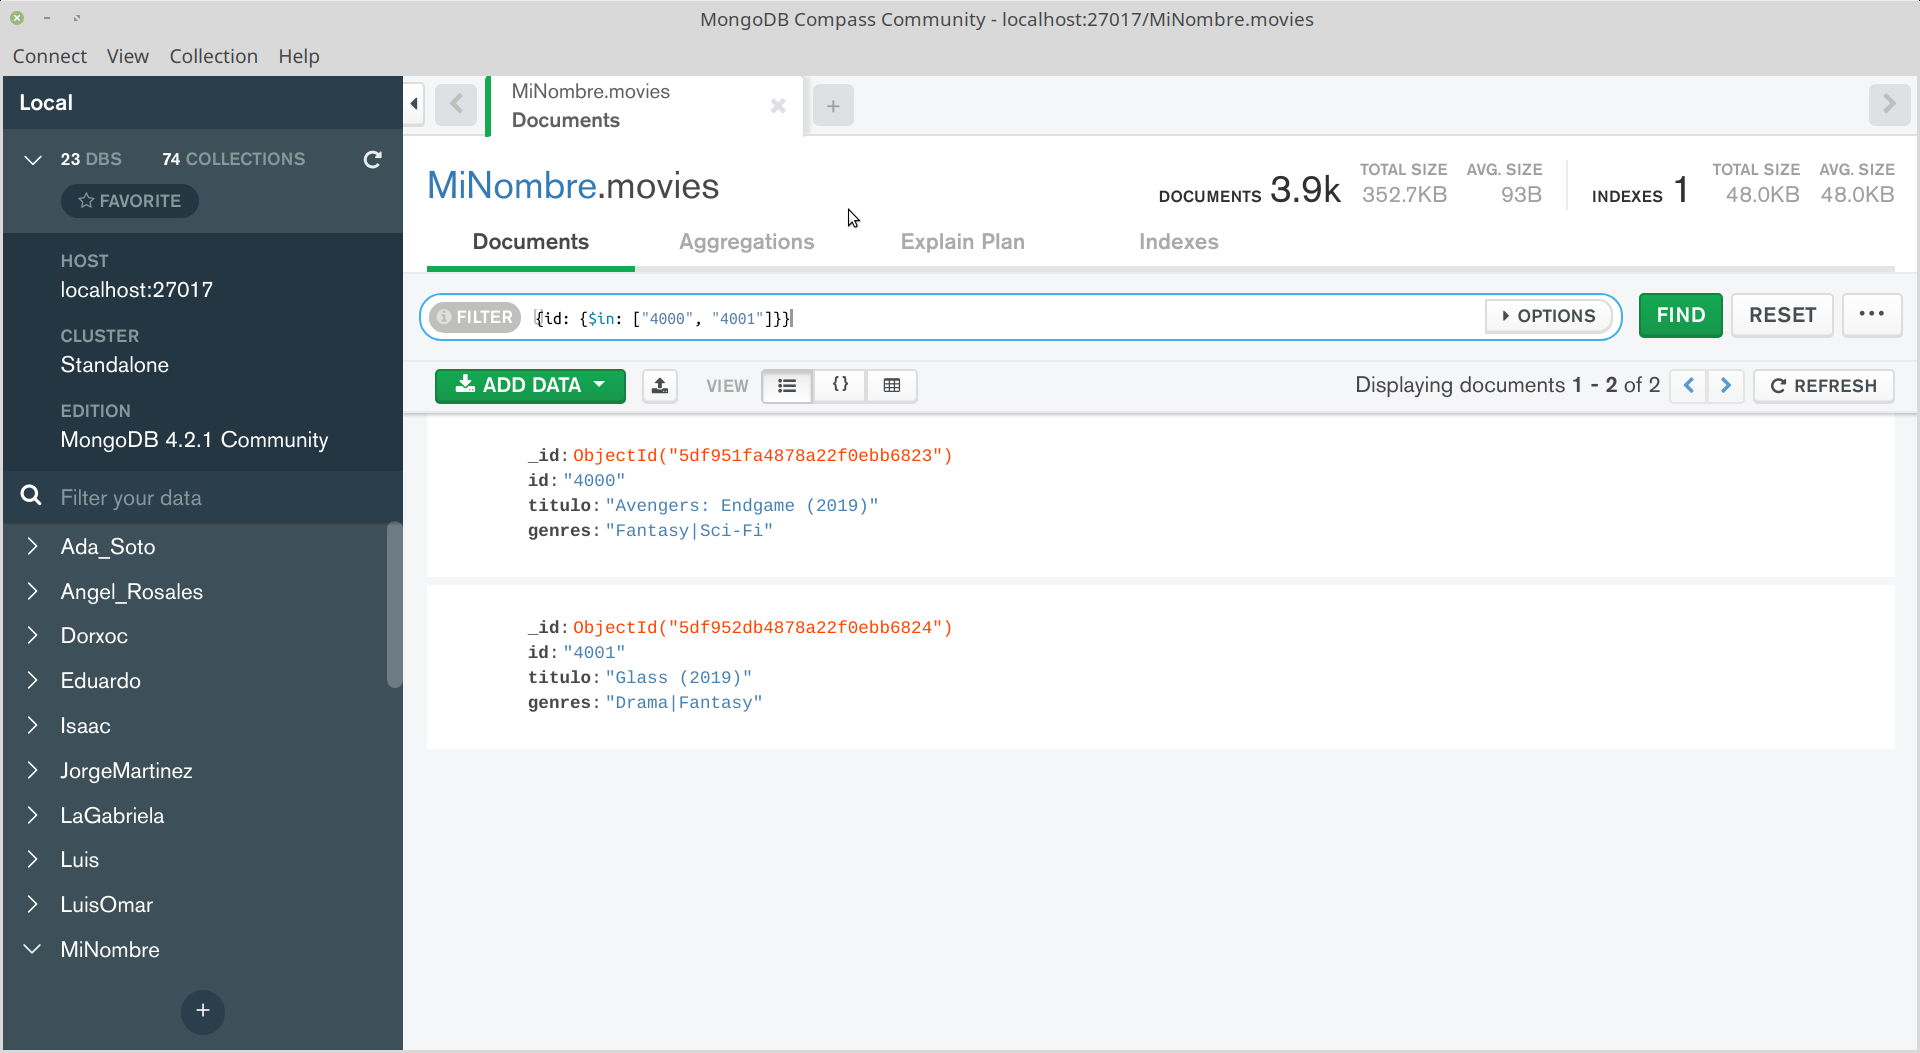 MongoDB Compass Community - localhost:27017/MiNombre.movies
Connect View Collection Help
Local
23 DBS 74 COLLECTIONS
FAVORITE
HOST
localhost:27017
CLUSTER
Standalone
EDITION
MongoDB 4.2.1 Community
Filter your data
Ada_Soto
Angel_Rosales
Dorxoc
Eduardo
Isaac
JorgeMartinez
LaGabriela
Luis
LuisOmar
MiNombre
+
MiNombre.movies
Documents
+
MiNombre.movies
DOCUMENTS 3.9k TOTAL SIZE 352.7KB AVG. SIZE 93B
INDEXES 1 TOTAL SIZE 48.0KB AVG. SIZE 48.0KB
Documents Aggregations Explain Plan Indexes
FILTER {id: {$in: ["4000", "4001"]}} OPTIONS FIND RESET ...
ADD DATA VIEW {} Displaying documents 1 - 2 of 2 REFRESH
_id: ObjectId("5df951fa4878a22f0ebb6823")
id: "4000"
titulo: "Avengers: Endgame (2019)"
genres: "Fantasy|Sci-Fi"
_id: ObjectId("5df952db4878a22f0ebb6824")
id: "4001"
titulo: "Glass (2019)"
genres: "Drama|Fantasy"